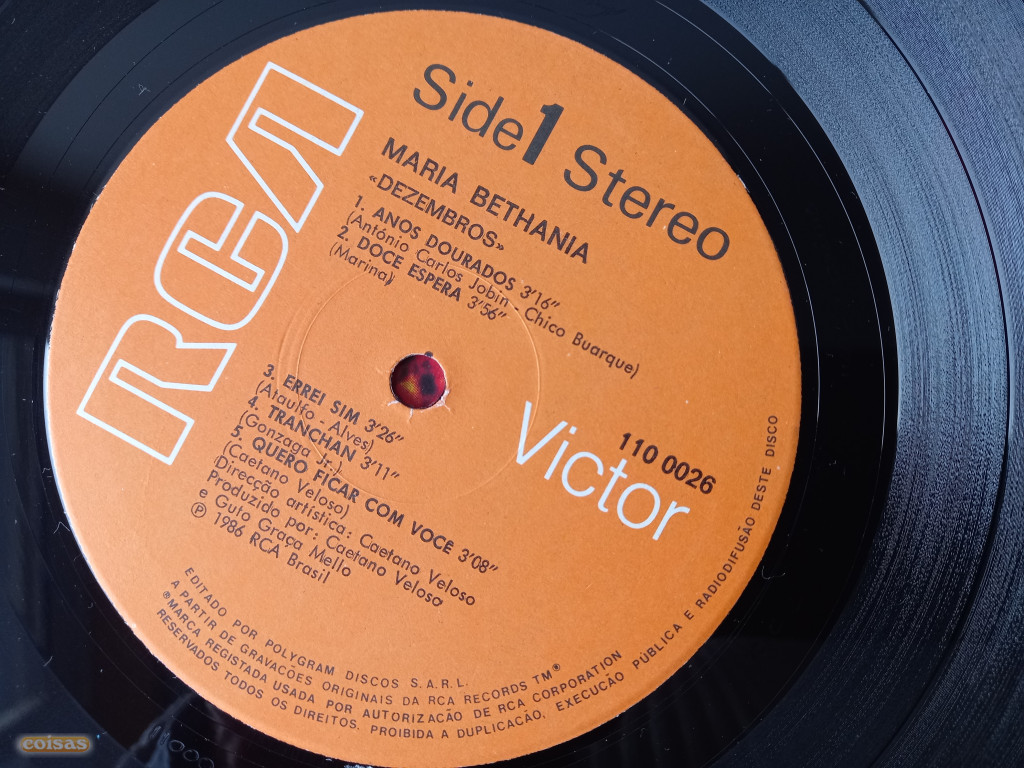 RCA
Side 1 Stereo
MARIA BETHANIA
«DEZEMBROS»
1. ANOS DOURADOS 3'16"
(António Carlos Jobin - Chico Buarque)
2. DOCE ESPERA 3'56"
(Marina)
3. ERREI SIM 3'26"
(Ataulfo - Alves)
4. TRANCHAN 3'11"
(Gonzaga Jr.)
5. QUERO FICAR COM VOCE 3'08"
(Caetano Veloso)
Direcção artística: Caetano Veloso
Produzido por: Caetano Veloso
e Guto Graça Mello
Ⓟ 1986 RCA Brasil
Victor
110 0026
EDITADO POR POLYGRAM DISCOS S.A.R.L.
A PARTIR DE GRAVACÕES ORIGINAIS DA RCA RECORDS TM®
®MARCA REGISTADA USADA POR AUTORIZACÃO DE RCA CORPORATION
RESERVADOS TODOS OS DIREITOS. PROIBIDA A DUPLICAÇÃO, EXECUÇÃO PÚBLICA E RADIODIFUSÃO DESTE DISCO
coisas